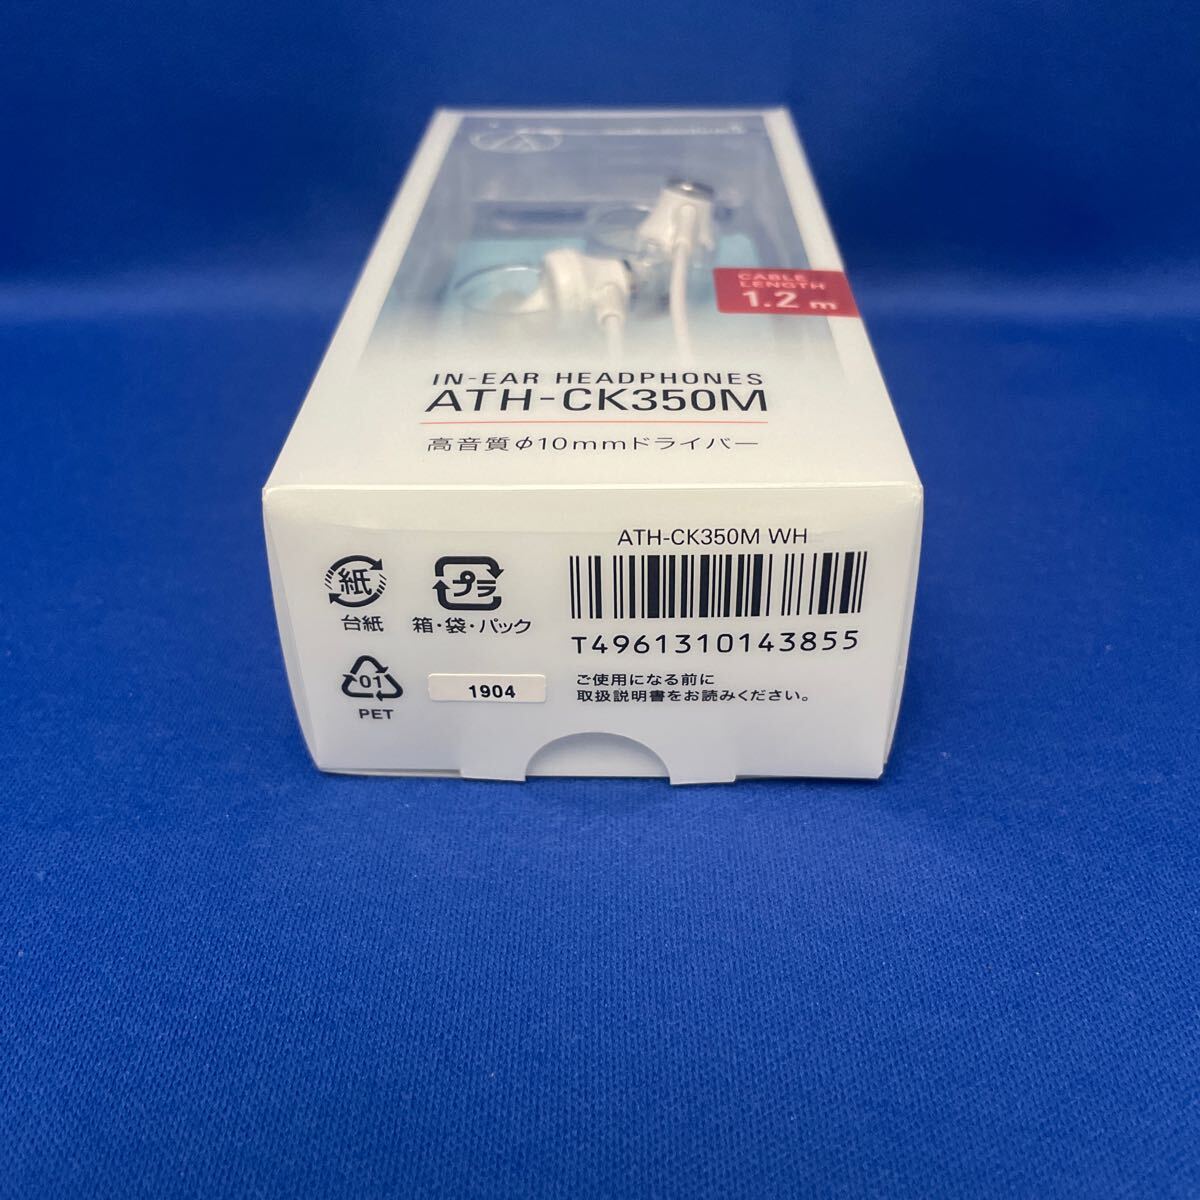 CABLE
LENGTH
1.2 m
IN-EAR HEADPHONES
ATH-CK350M
高音質φ10mmドライバー
ATH-CK350M WH
紙
台紙
プラ
箱・袋・パック
T4961310143855
01
PET
1904
ご使用になる前に
取扱説明書をお読みください。